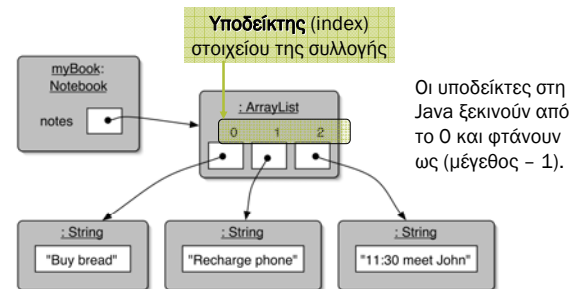 Υποδείκτης (index)
στοιχείου της συλλογής
myBook:
Notebook
notes
: ArrayList
0 1 2
Οι υποδείκτες στη
Java ξεκινούν από
το 0 και φτάνουν
ως (μέγεθος – 1).
: String
"Buy bread"
: String
"Recharge phone"
: String
"11:30 meet John"